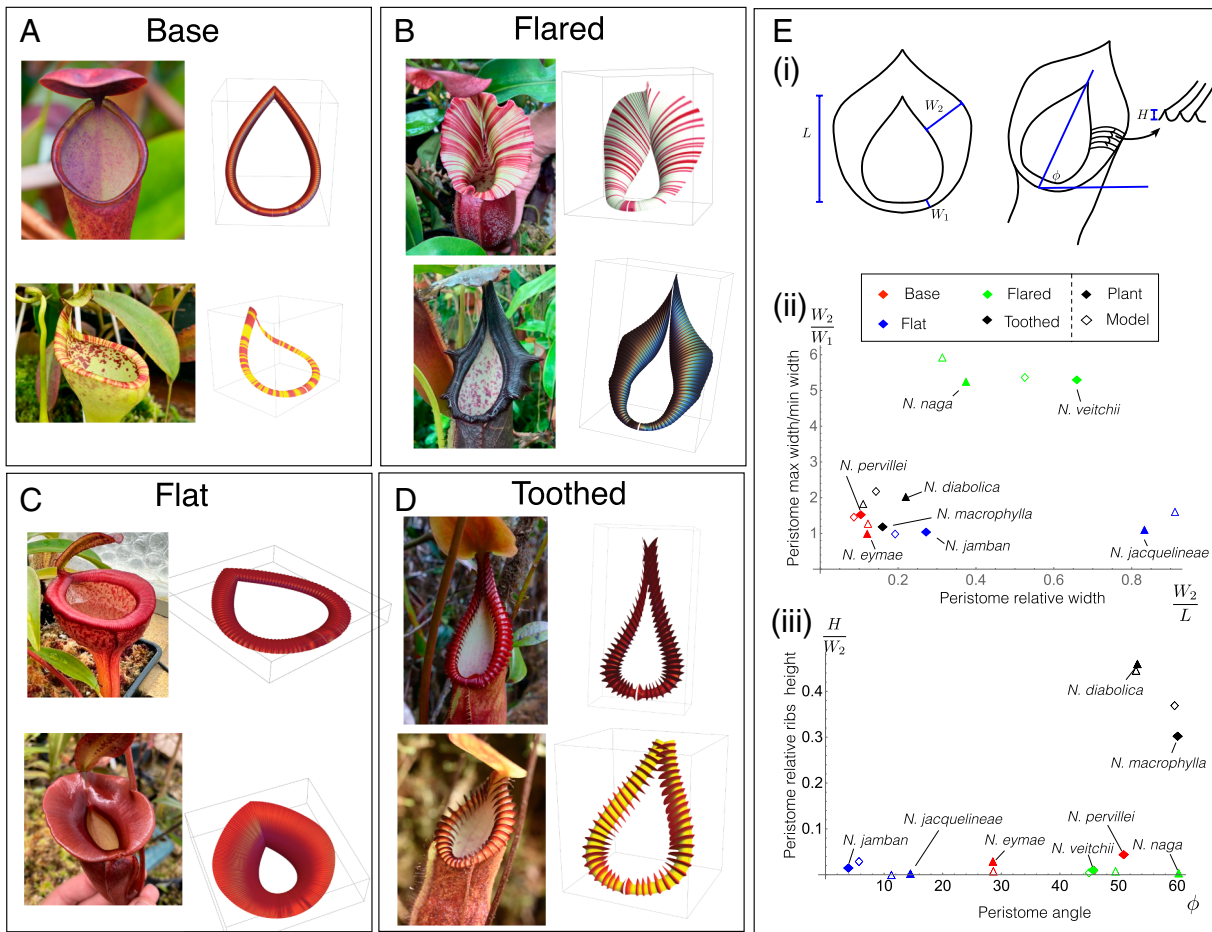 A Base
B Flared
C Flat
D Toothed
E
(i)
L
W₂
W₁
H
ϕ
Base
Flared
Plant
Flat
Toothed
Model
(ii)
W₂
W₁
Peristome max width/min width
6
5
4
3
2
1
N. naga
N. veitchii
N. pervillei
N. diabolica
N. macrophylla
N. eymae
N. jamban
N. jacquelineae
0.2 0.4 0.6 0.8
Peristome relative width
W₂
L
(iii)
H
W₂
Peristome relative ribs height
0.4
0.3
0.2
0.1
N. diabolica
N. macrophylla
N. jamban
N. jacquelineae
N. eymae
N. pervillei
N. veitchii
N. naga
10 20 30 40 50 60
Peristome angle
ϕ